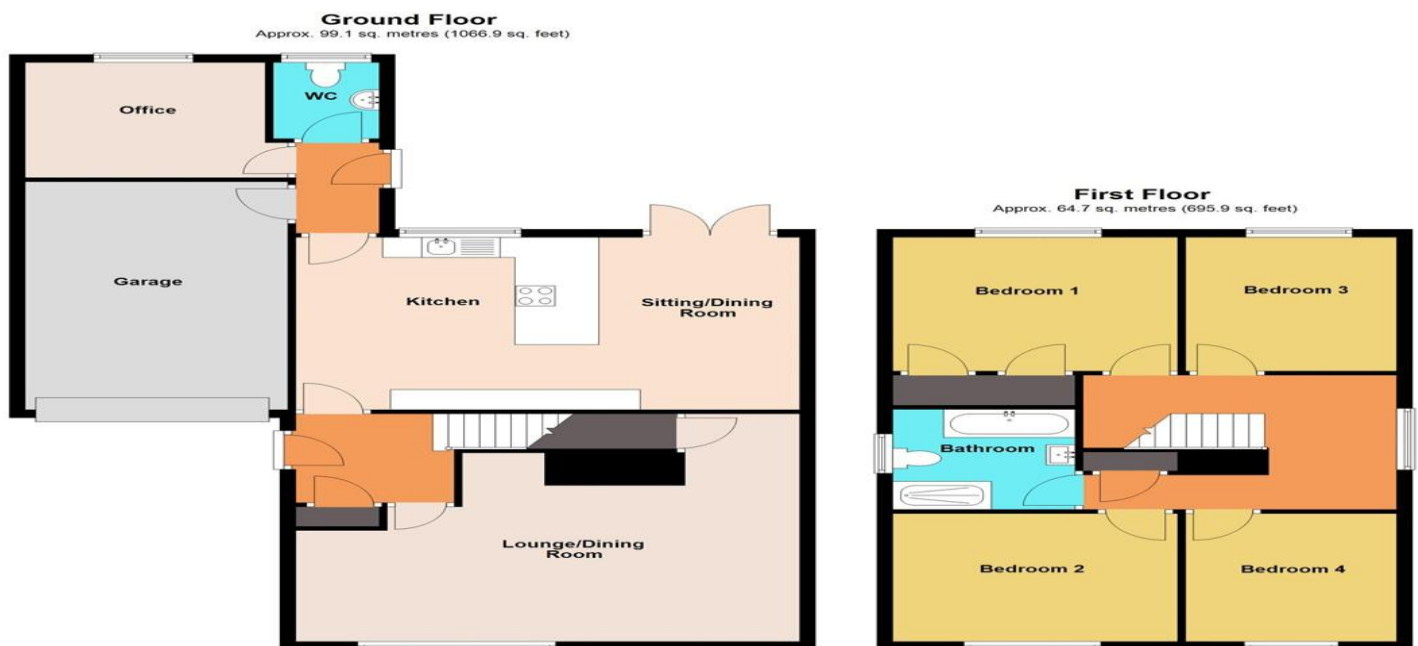 Ground Floor
Approx. 99.1 sq. metres (1066.9 sq. feet)
Office
WC
Garage
Kitchen
Sitting/Dining
Room
Lounge/Dining
Room
First Floor
Approx. 64.7 sq. metres (695.9 sq. feet)
Bedroom 1
Bedroom 3
Bathroom
Bedroom 2
Bedroom 4